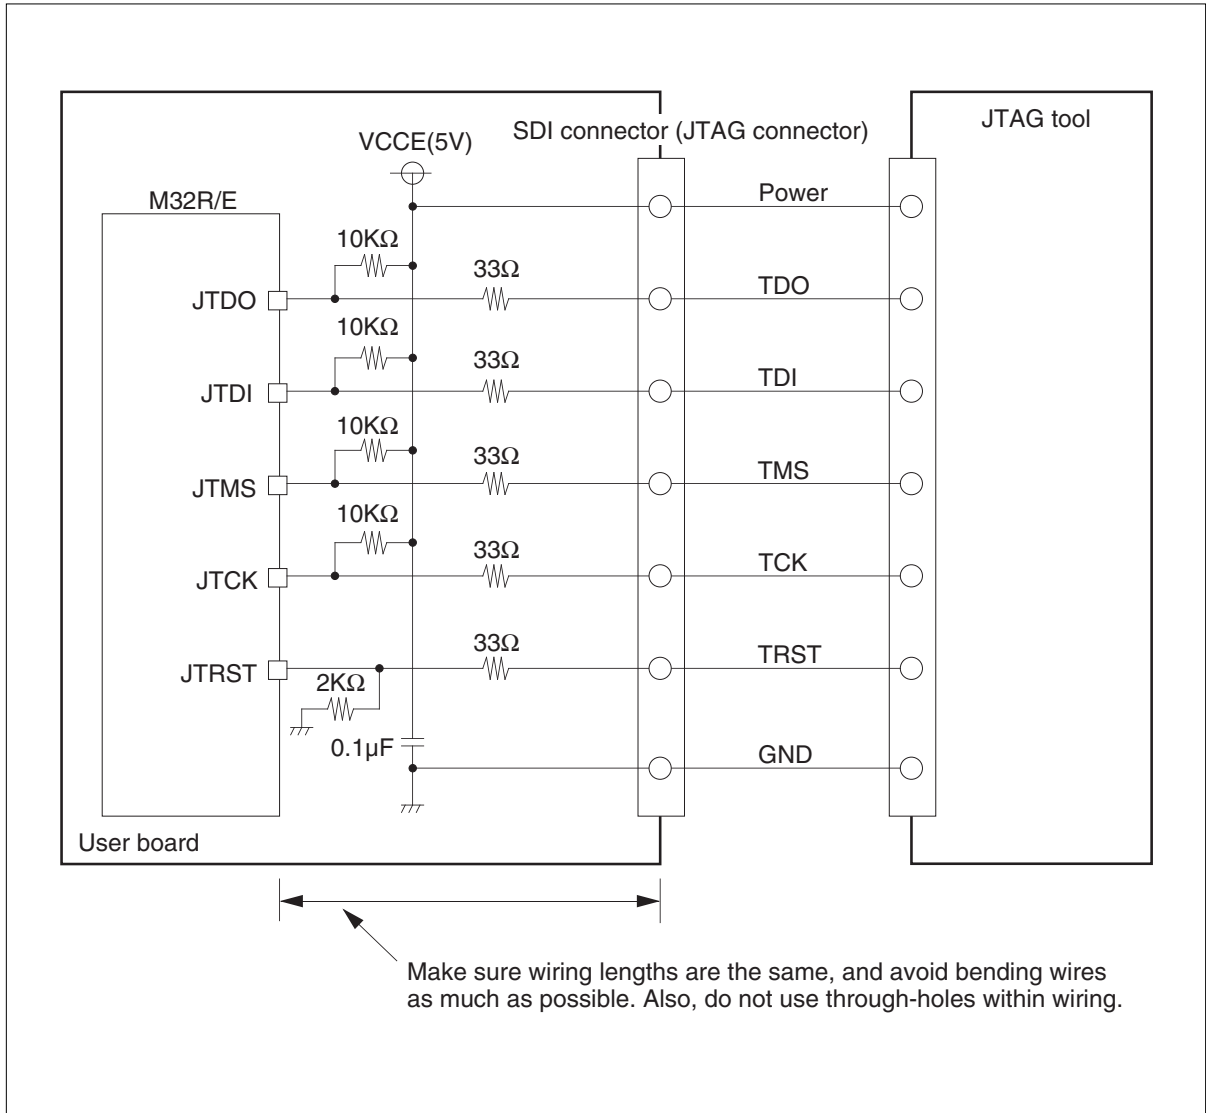 SDI connector (JTAG connector)
JTAG tool
VCCE(5V)
M32R/E
Power
10KΩ
33Ω
TDO
JTDO
10KΩ
33Ω
TDI
JTDI
10KΩ
33Ω
TMS
JTMS
10KΩ
33Ω
TCK
JTCK
33Ω
TRST
JTRST
2KΩ
0.1µF
GND
User board
Make sure wiring lengths are the same, and avoid bending wires
as much as possible. Also, do not use through-holes within wiring.